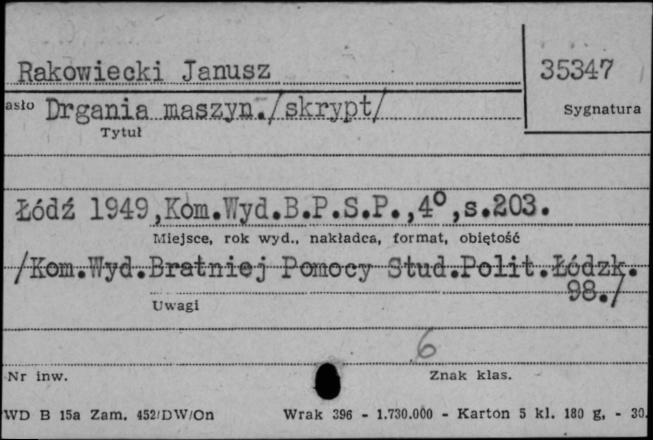 Rakowiecki Janusz
35347
asło Drgania maszyn./skrypt/
Sygnatura
Tytuł
Łódź 1949,Kom.Wyd.B.P.S.P.,4°,s.203.
Miejsce, rok wyd., nakładca, format, objętość
/Kom.Wyd.Bratniej Pomocy Stud.Polit.Łódzk.
98./
Uwagi
6
Nr inw.
Znak klas.
WD B 15a Zam. 452/DW/On Wrak 396 - 1.730.000 - Karton 5 kl. 180 g. - 30.